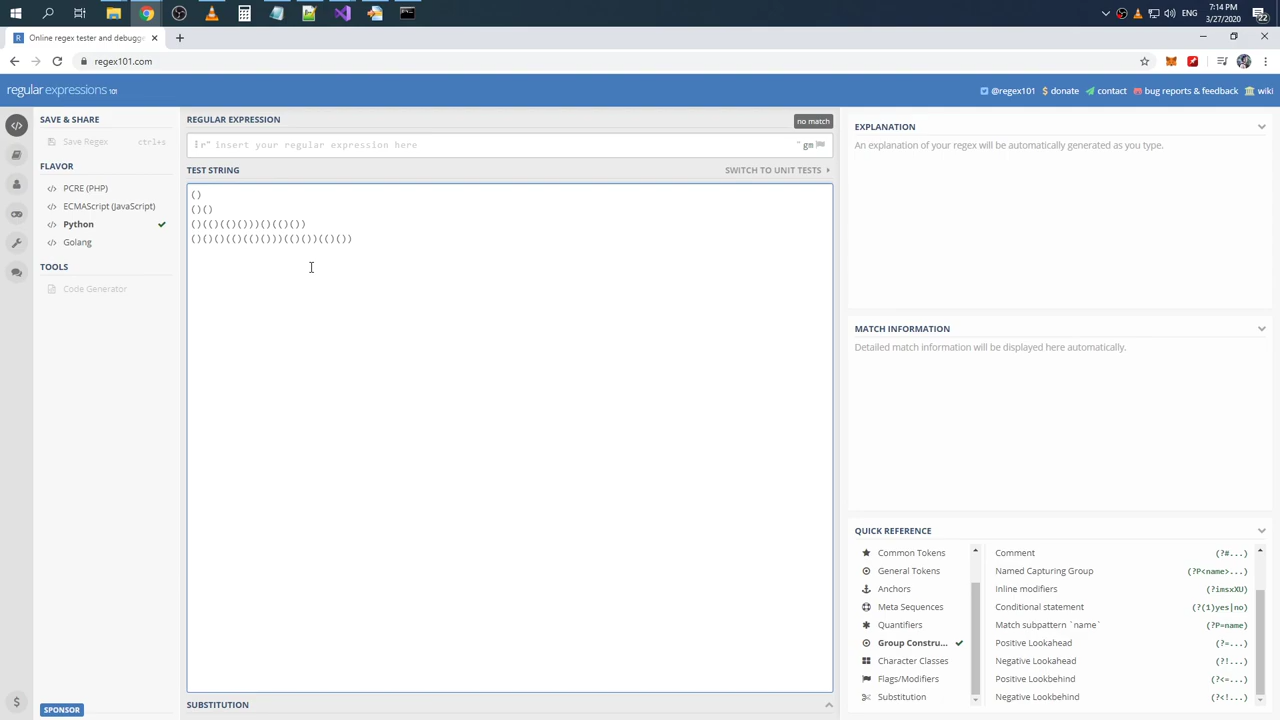 ENG
7:14 PM
3/27/2020
22
Online regex tester and debugge
regex101.com
regular expressions 101
@regex101
donate
contact
bug reports & feedback
wiki
SAVE & SHARE
Save Regex
ctrl+s
FLAVOR
PCRE (PHP)
ECMAScript (JavaScript)
Python
Golang
TOOLS
Code Generator
SPONSOR
REGULAR EXPRESSION
no match
r" insert your regular expression here
" gm
TEST STRING
SWITCH TO UNIT TESTS
()
()()
()(()(()()))()(()())
()()()(()(()()))(()())(()())
SUBSTITUTION
EXPLANATION
An explanation of your regex will be automatically generated as you type.
MATCH INFORMATION
Detailed match information will be displayed here automatically.
QUICK REFERENCE
Common Tokens
General Tokens
Anchors
Meta Sequences
Quantifiers
Group Constru...
Character Classes
Flags/Modifiers
Substitution
Comment (?#...)
Named Capturing Group (?P<name>...)
Inline modifiers (?imsxXU)
Conditional statement (?(1)yes|no)
Match subpattern `name` (?P=name)
Positive Lookahead (?=...)
Negative Lookahead (?!...)
Positive Lookbehind (?<=...)
Negative Lookbehind (?<!...)